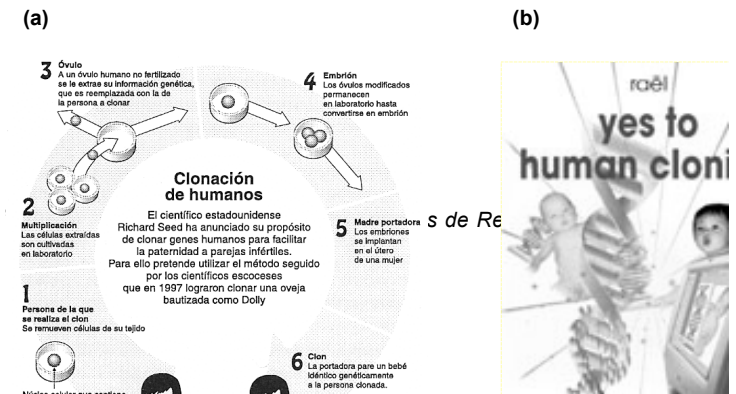 (a)
(b)
3 Óvulo
A un óvulo humano no fertilizado
se le extrae su información genética,
que es reemplazada con la de
la persona a clonar
4 Embrión
Los óvulos modificados
permanecen
en laboratorio hasta
convertirse en embrión
raël
yes to
human cloni
Clonación
de humanos
El científico estadounidense
Richard Seed ha anunciado su propósito
de clonar genes humanos para facilitar
la paternidad a parejas infértiles.
Para ello pretende utilizar el método seguido
por los científicos escoceses
que en 1997 lograron clonar una oveja
bautizada como Dolly
2
Multiplicación
Las células extraídas
son cultivadas
en laboratorio
5 Madre portadora
Los embriones
se implantan
en el útero
de una mujer
s de Re
1
Persona de la que
se realiza el clon
Se remueven células de su tejido
6 Clon
La portadora pare un bebé
idéntico genéticamente
a la persona clonada.
Núcleo celular que contiene